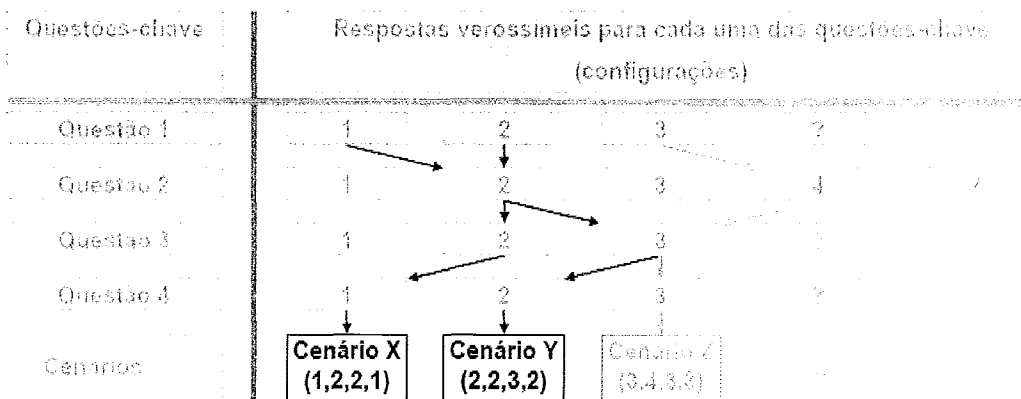 Questões-chave Respostas verossímeis para cada uma das questões-chave
(configurações)
Questão 1 1 2 3 ?
Questão 2 1 2 3 4
Questão 3 1 2 3
Questão 4 1 2 3 ?
Cenários Cenário X Cenário Y Cenário Z
(1,2,2,1) (2,2,3,2) (3,4,3,3)